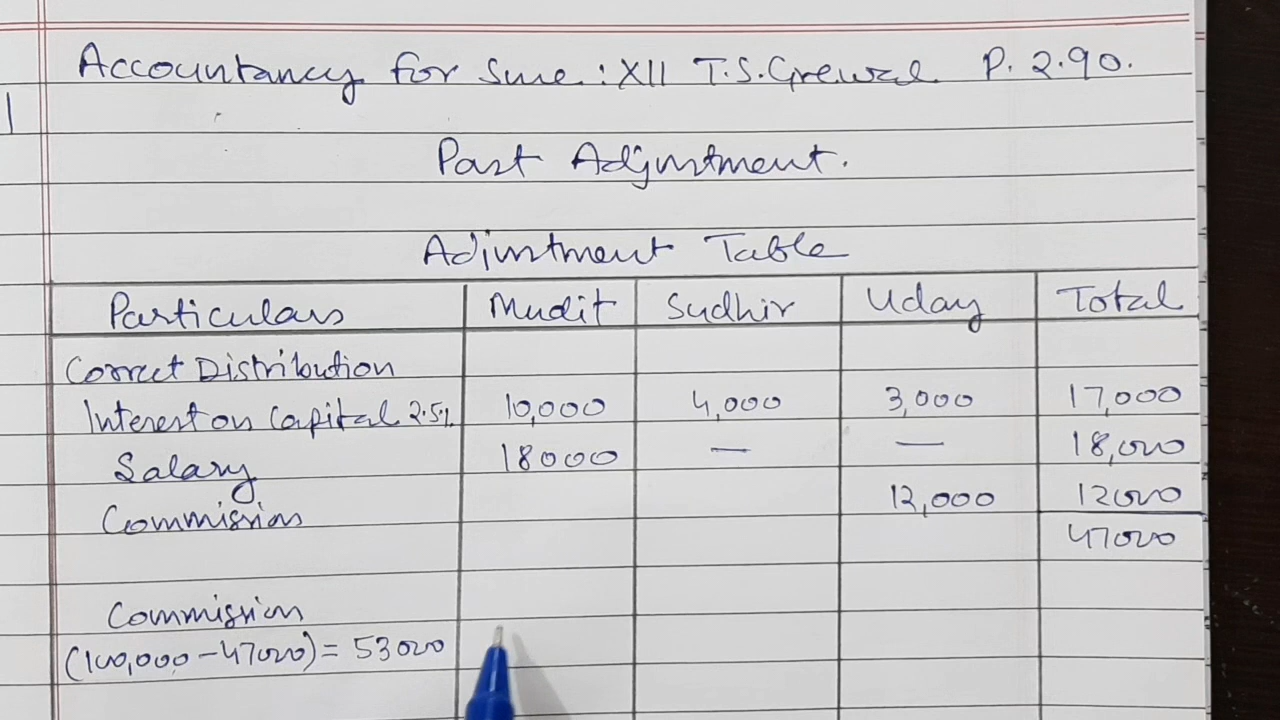 Accountancy for Sure : XII T.S.Grewal P. 2.90.
Past Adjustment.
Adjustment Table
Particulars Mudit Sudhir Uday Total
Correct Distribution
Interest on Capital 2.5% 10,000 4,000 3,000 17,000
Salary 18000 — — 18,000
Commission 12,000 12000
47000
Commission
(100,000 - 47000) = 53000